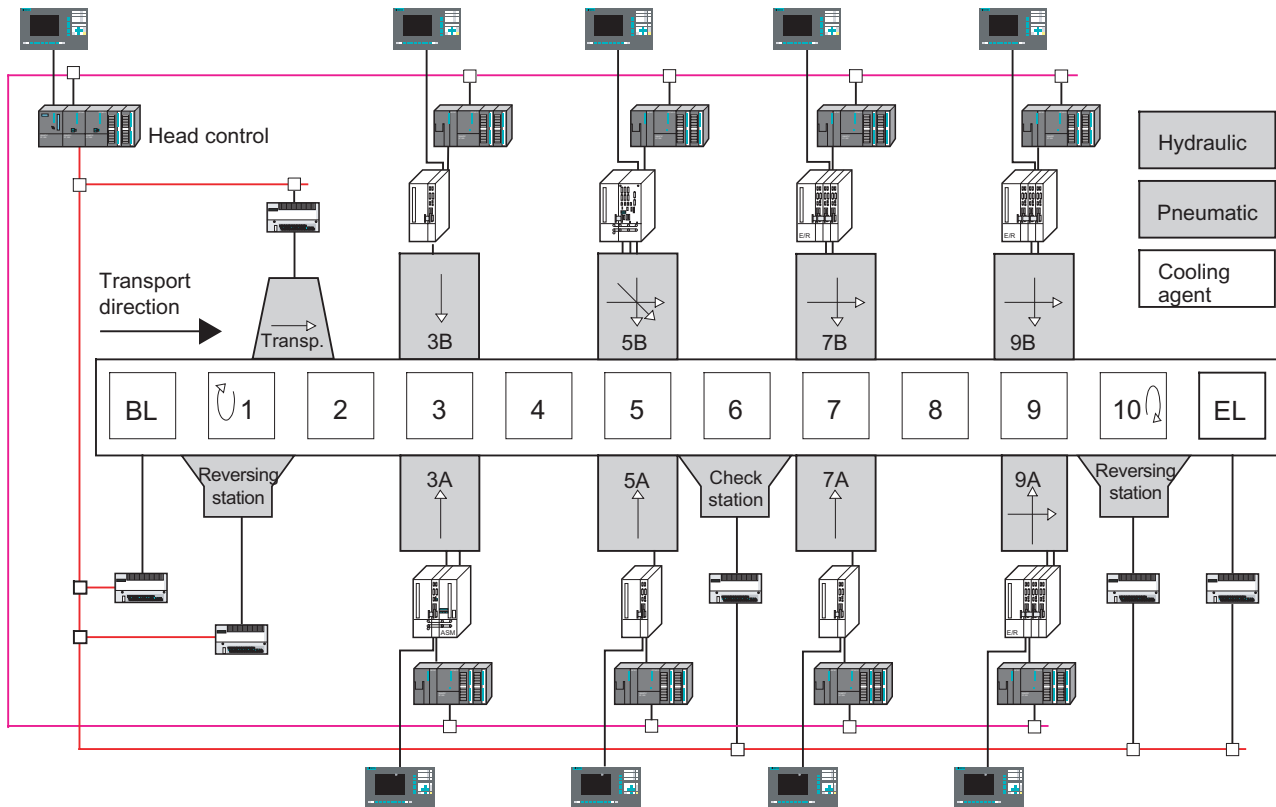 Head control
Hydraulic
Pneumatic
Cooling
agent
Transport
direction
E/R
E/R
Transp.
3B
5B
7B
9B
BL
1
2
3
4
5
6
7
8
9
10
EL
Reversing
station
3A
5A
Check
station
7A
9A
Reversing
station
ASM
E/R